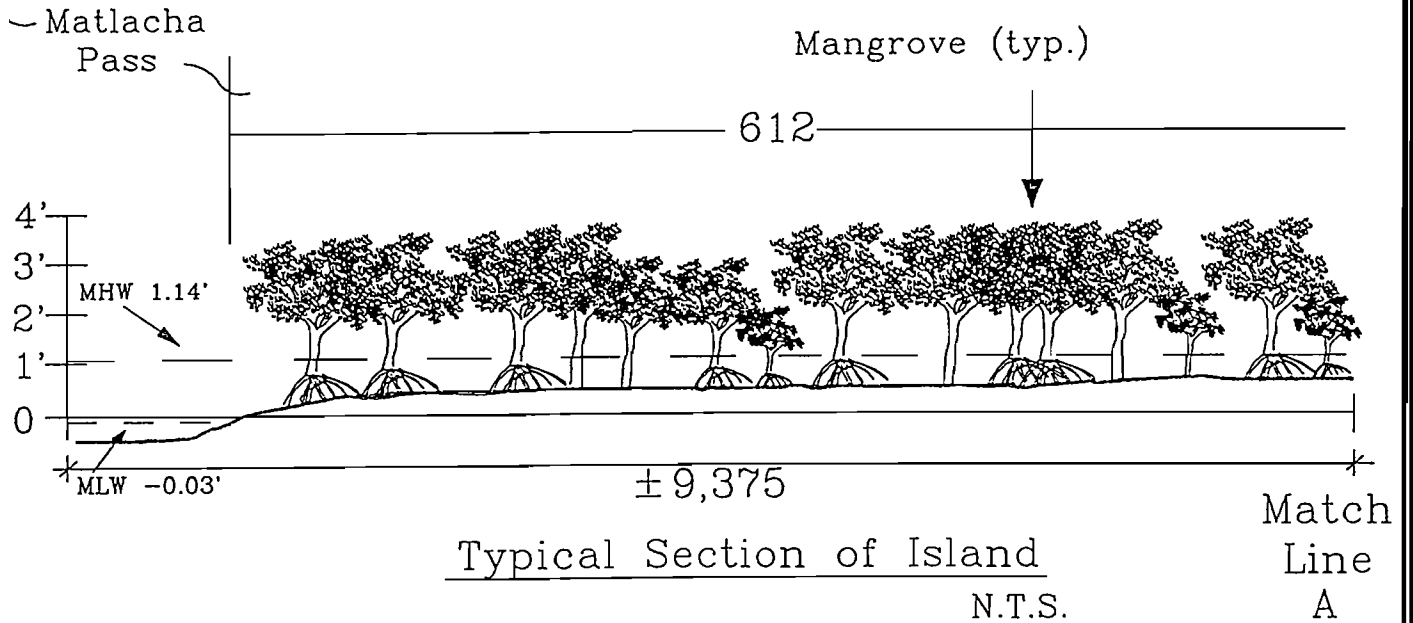 Matlacha
Pass
Mangrove (typ.)
612
4'
3'
MHW 1.14'
2'
1'
0
MLW -0.03'
±9,375
Match
Line
A
Typical Section of Island
N.T.S.